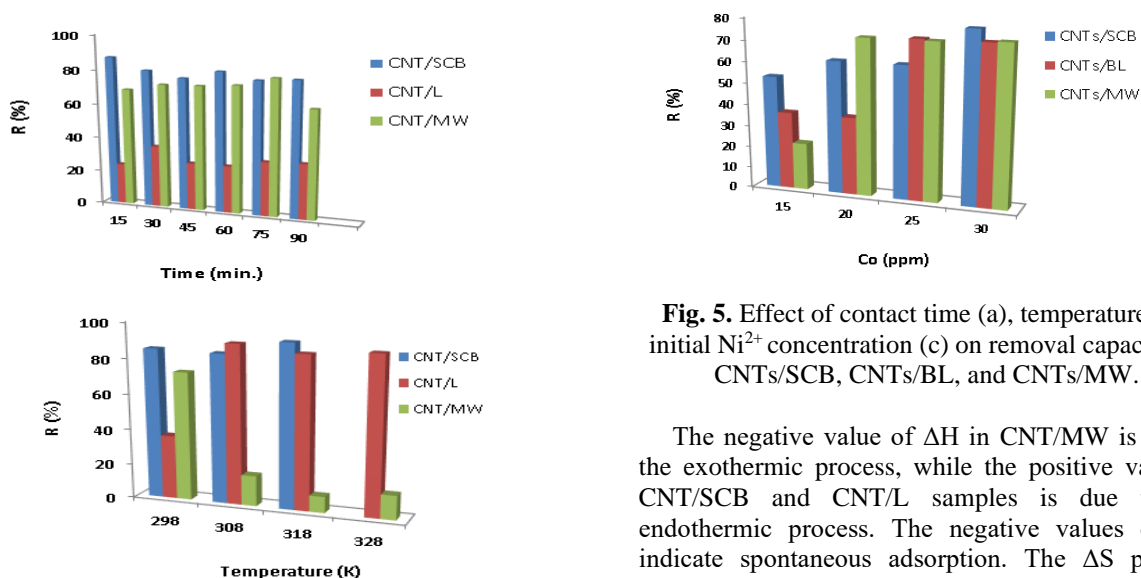 100
80
60
40
20
0
R (%)
15 30 45 60 75 90
Time (min.)
CNT/SCB
CNT/L
CNT/MW
100
80
60
40
20
0
R (%)
298 308 318 328
Temperature (K)
CNT/SCB
CNT/L
CNT/MW
80
70
60
50
40
30
20
10
0
R (%)
15 20 25 30
Co (ppm)
CNTs/SCB
CNTs/BL
CNTs/MW
Fig. 5. Effect of contact time (a), temperature
initial Ni²⁺ concentration (c) on removal capac
CNTs/SCB, CNTs/BL, and CNTs/MW.
The negative value of ΔH in CNT/MW is
the exothermic process, while the positive va
CNT/SCB and CNT/L samples is due
endothermic process. The negative values
indicate spontaneous adsorption. The ΔS p